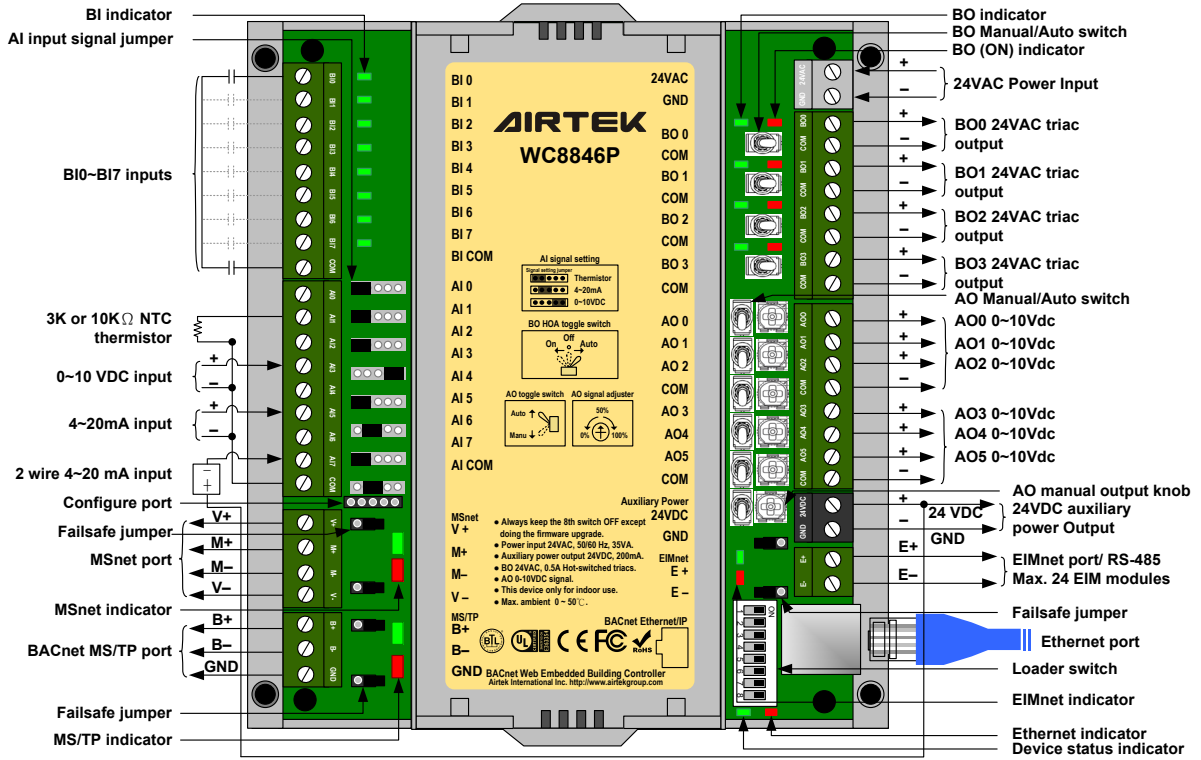 BI indicator
AI input signal jumper
BI0~BI7 inputs
3K or 10KΩ NTC
thermistor
0~10 VDC input
+
–
4~20mA input
+
–
2 wire 4~20 mA input
Configure port
Failsafe jumper
MSnet port
V+
M+
M–
V–
MSnet indicator
BACnet MS/TP port
B+
B–
GND
Failsafe jumper
MS/TP indicator
BI0
BI1
BI2
BI3
BI4
BI5
BI6
BI7
COM
AI0
AI1
AI2
AI3
AI4
AI5
AI6
AI7
COM
V+
M+
M-
V-
B+
B-
GND
BI 0
BI 1
BI 2
BI 3
BI 4
BI 5
BI 6
BI 7
BI COM
AI 0
AI 1
AI 2
AI 3
AI 4
AI 5
AI 6
AI 7
AI COM
MSnet
V +
M+
M–
V –
MS/TP
B+
B–
GND
AIRTEK
WC8846P
AI signal setting
Signal setting jumper
Thermistor
4~20mA
0~10VDC
BO HOA toggle switch
Off
On
Auto
AO toggle switch
Auto
Manu
AO signal adjuster
50%
0%
100%
• Always keep the 8th switch OFF except
doing the firmware upgrade.
• Power input 24VAC, 50/60 Hz, 35VA.
• Auxiliary power output 24VDC, 200mA.
• BO 24VAC, 0.5A Hot-switched triacs.
• AO 0-10VDC signal.
• This device only for indoor use.
• Max. ambient 0 ~ 50℃.
BTL
UL
CE
FC
RoHS
BACnet Ethernet/IP
BACnet Web Embedded Building Controller
Airtek International Inc. http://www.airtekgroup.com
24VAC
GND
BO 0
COM
BO 1
COM
BO 2
COM
BO 3
COM
AO 0
AO 1
AO 2
COM
AO 3
AO4
AO5
COM
Auxiliary Power
24VDC
GND
EIMnet
E +
E –
24VAC
GND
BO0
COM
BO1
COM
BO2
COM
BO3
COM
AO0
AO1
AO2
COM
AO3
AO4
AO5
COM
24VDC
GND
E+
E-
ON
1
2
3
4
5
6
7
8
BO indicator
BO Manual/Auto switch
BO (ON) indicator
+
–
24VAC Power Input
+
–
BO0 24VAC triac
output
+
–
BO1 24VAC triac
output
+
–
BO2 24VAC triac
output
+
–
BO3 24VAC triac
output
AO Manual/Auto switch
+
AO0 0~10Vdc
+
AO1 0~10Vdc
+
AO2 0~10Vdc
–
+
AO3 0~10Vdc
+
AO4 0~10Vdc
+
AO5 0~10Vdc
–
AO manual output knob
+
24 VDC
–
GND
24VDC auxiliary
power Output
E+
E–
EIMnet port/ RS-485
Max. 24 EIM modules
Failsafe jumper
Ethernet port
Loader switch
EIMnet indicator
Ethernet indicator
Device status indicator